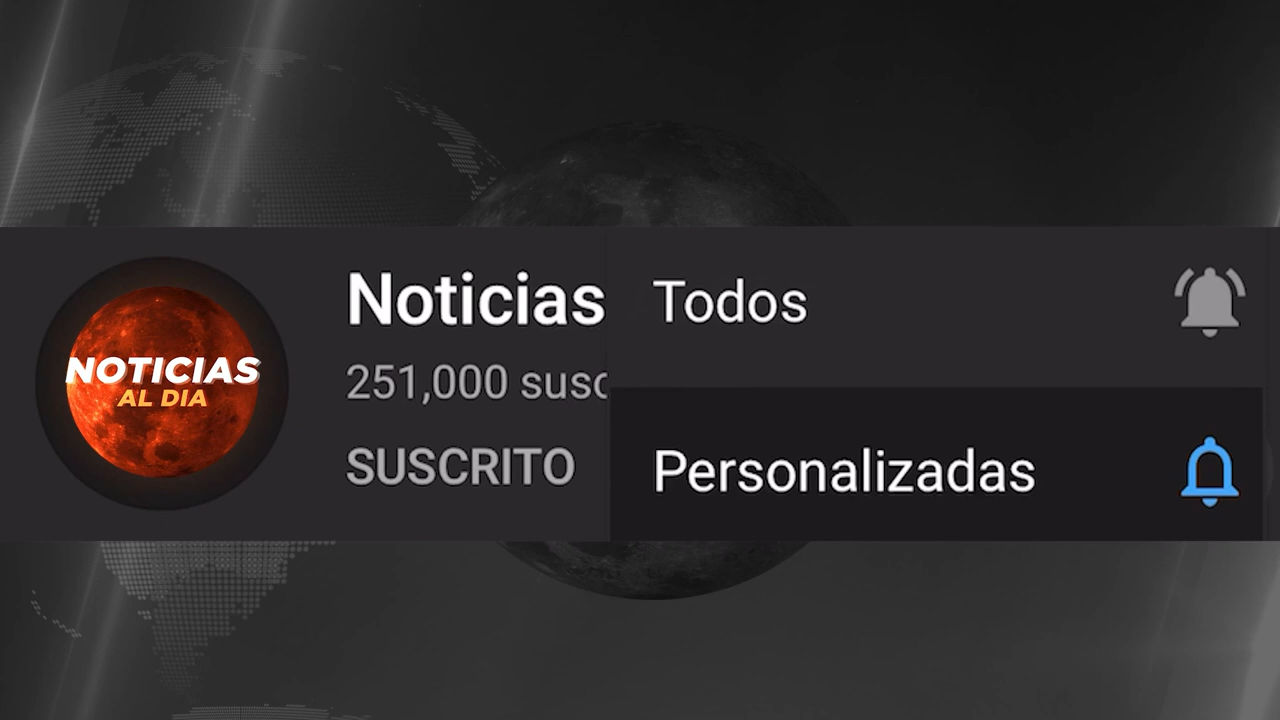 NOTICIAS
AL DIA
Noticias
251,000 susc
SUSCRITO
Todos
Personalizadas